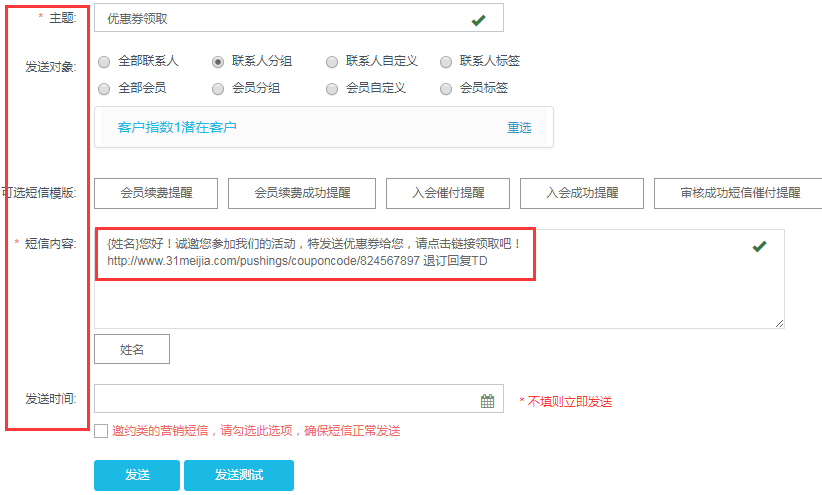 * 主题: 优惠券领取
发送对象: 全部联系人 联系人分组 联系人自定义 联系人标签
全部会员 会员分组 会员自定义 会员标签
客户指数1潜在客户 重选
可选短信模版: 会员续费提醒 会员续费成功提醒 入会催付提醒 入会成功提醒 审核成功短信催付提醒
* 短信内容: {姓名}您好！诚邀您参加我们的活动，特发送优惠券给您，请点击链接领取吧！
http://www.31meijia.com/pushings/couponcode/824567897 退订回复TD
姓名
发送时间: * 不填则立即发送
邀约类的营销短信，请勾选此选项，确保短信正常发送
发送 发送测试